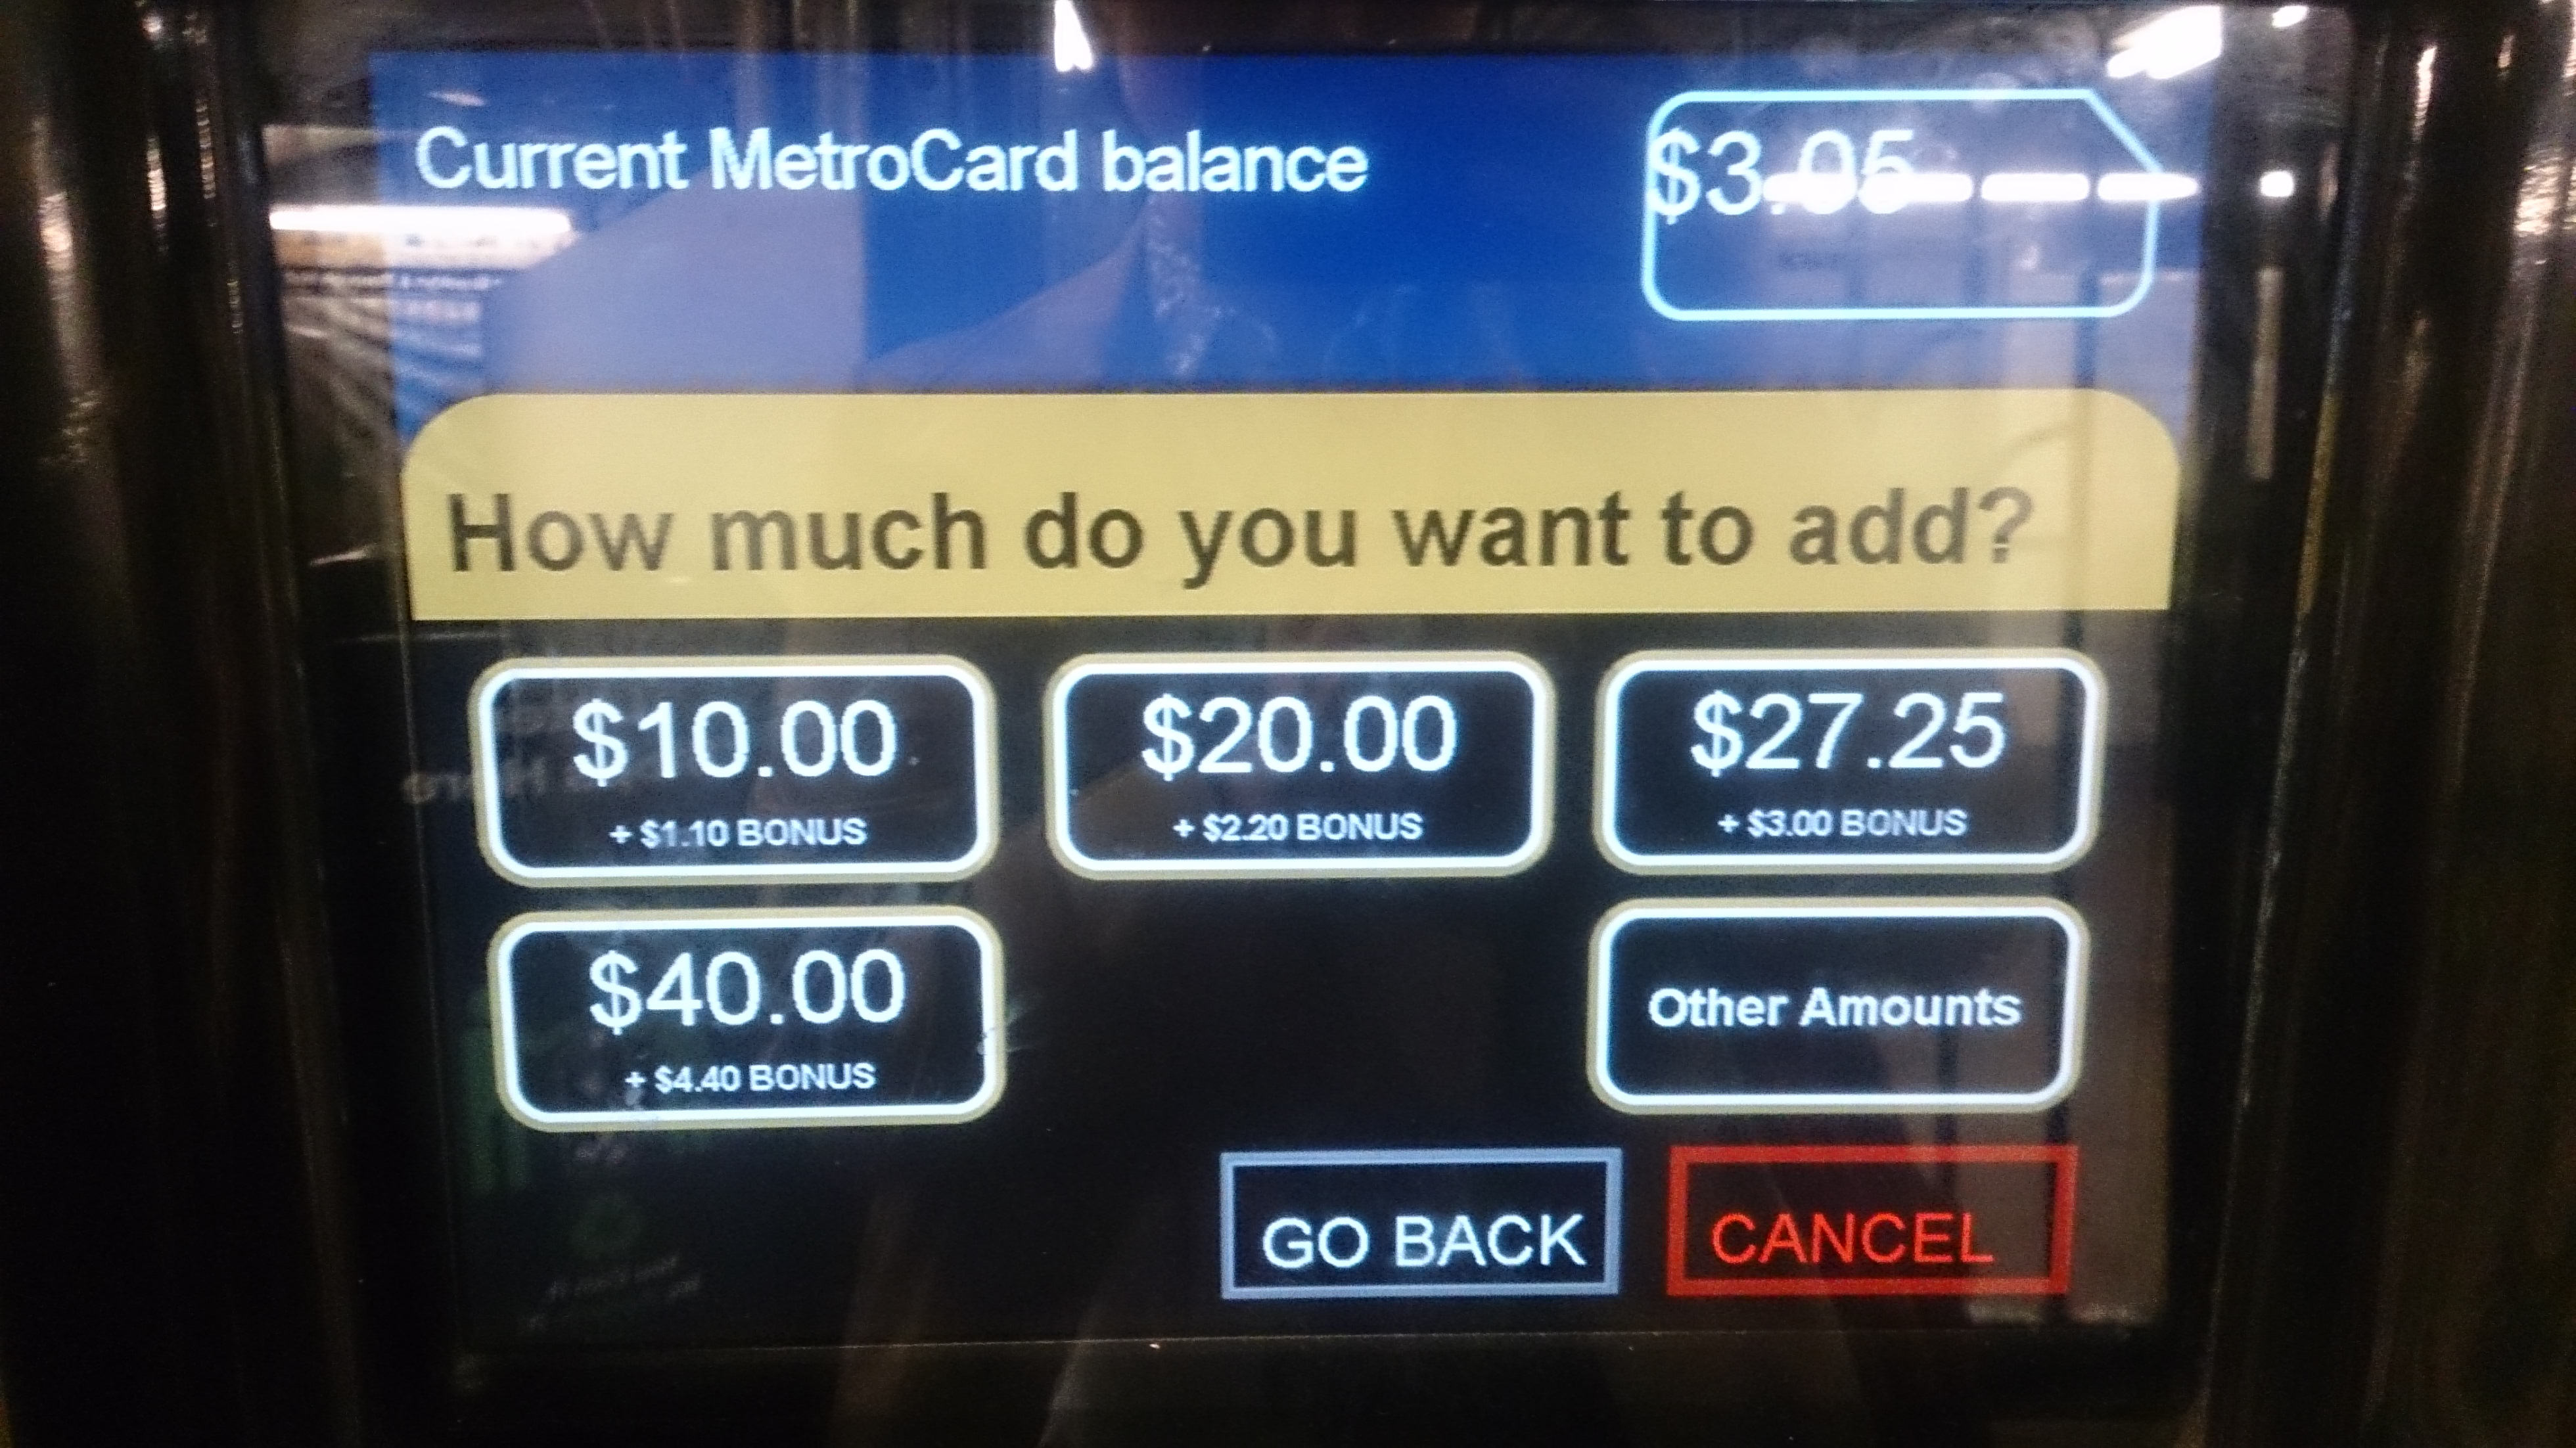 Current MetroCard balance
$3.05
How much do you want to add?
$10.00
+ $1.10 BONUS
$20.00
+ $2.20 BONUS
$27.25
+ $3.00 BONUS
$40.00
+ $4.40 BONUS
Other Amounts
GO BACK
CANCEL